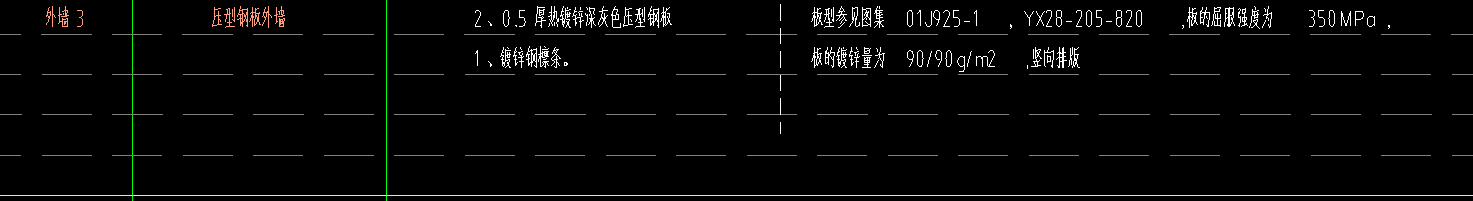 外墙 3 压型钢板外墙 2、0.5 厚热镀锌深灰色压型钢板 板型参见图集 01J925-1 , YX28-205-820 ,板的屈服强度为 350MPa ,
1、镀锌钢檩条。 板的镀锌量为 90/90g/m2 ,竖向排版